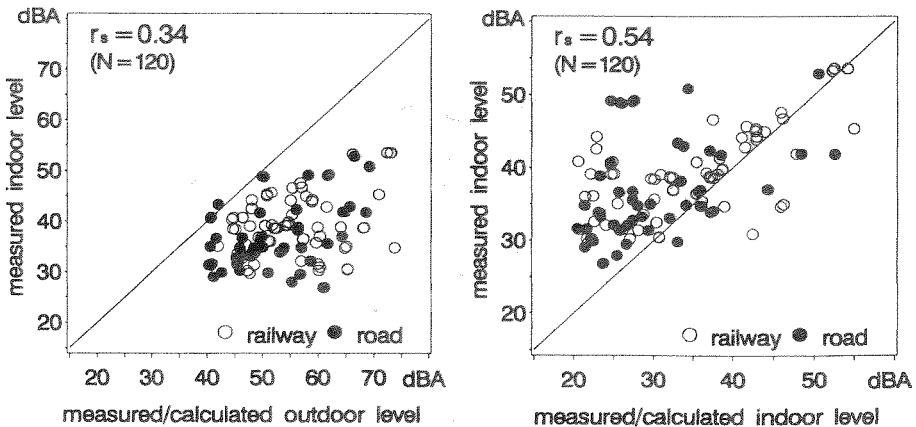 dBA
rs = 0.34
(N=120)
70
60
50
40
30
20
measured indoor level
railway
road
20 30 40 50 60 70 dBA
measured/calculated outdoor level
dBA
rs = 0.54
(N=120)
50
40
30
20
measured indoor level
railway
road
20 30 40 50 dBA
measured/calculated indoor level